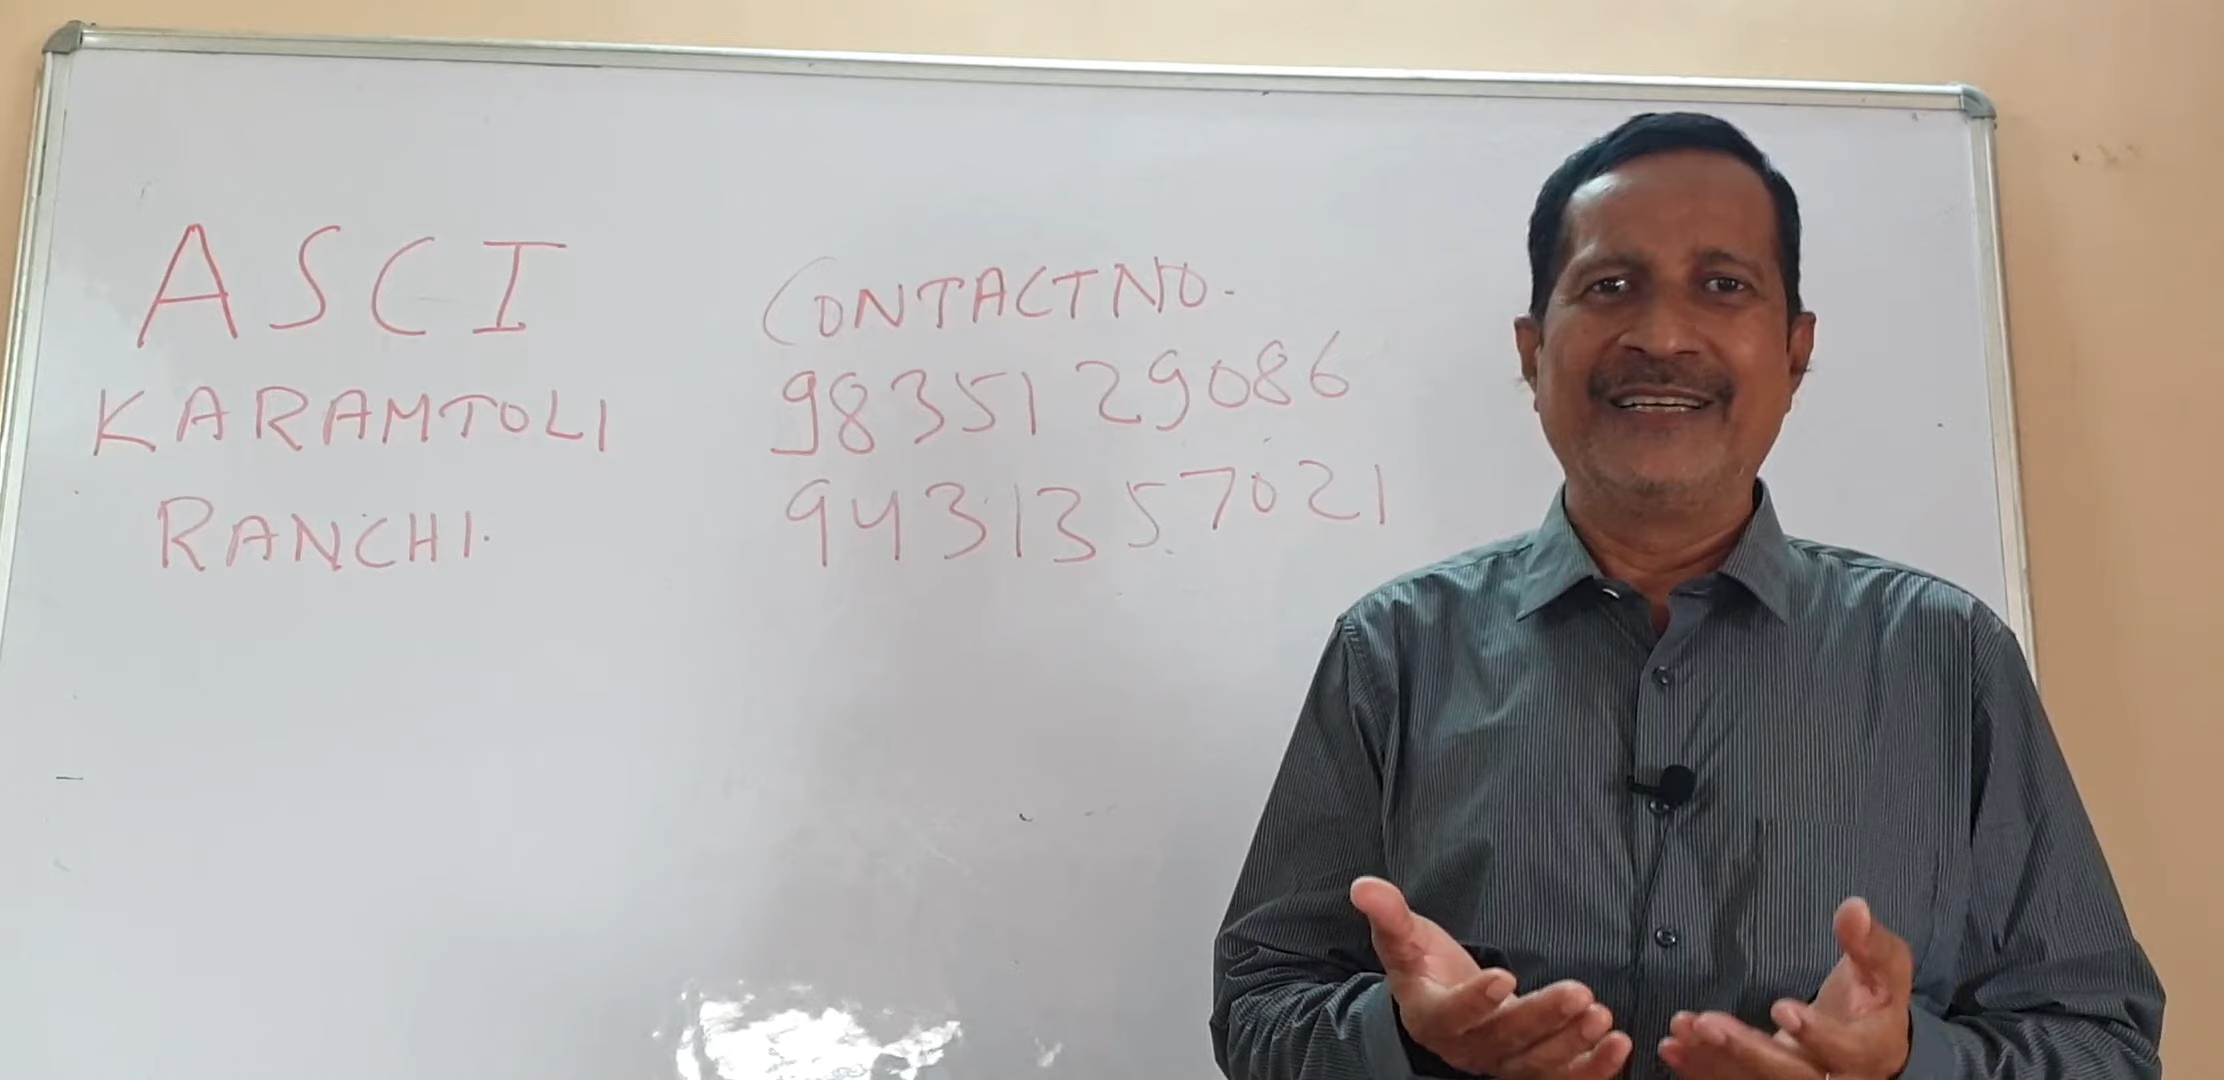 ASCI
KARAMTOLI
RANCHI.
CONTACT NO.
9835129086
9431357021